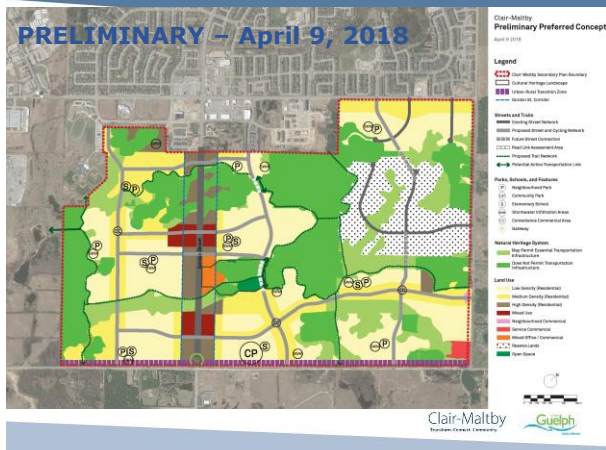 PRELIMINARY – April 9, 2018
Clair-Maltby
Preliminary Preferred Concept
April 9 2018
Legend
Clair-Maltby Secondary Plan Boundary
Cultural Heritage Landscape
Urban-Rural Transition Zone
Gordon St. Corridor
Streets and Trails
Existing Street Network
Proposed Street and Cycling Network
Future Street Connection
Road Link Assessment Area
Proposed Trail Network
Potential Active Transportation Link
Parks, Schools, and Features
P Neighbourhood Park
CP Community Park
S Elementary School
Stormwater Infiltration Areas
Convenience Commercial Area
Gateway
Natural Heritage System
May Permit Essential Transportation
Infrastructure
Does Not Permit Transportation
Infrastructure
Land Use
Low Density (Residential)
Medium Density (Residential)
High Density (Residential)
Mixed Use
Neighbourhood Commercial
Service Commercial
Mixed Office / Commercial
Reserve Lands
Open Space
P
P
S P
P
S
P
S
S P
P
P S
CP S
P
N
Clair-Maltby
Transform. Connect. Community.
Guelph